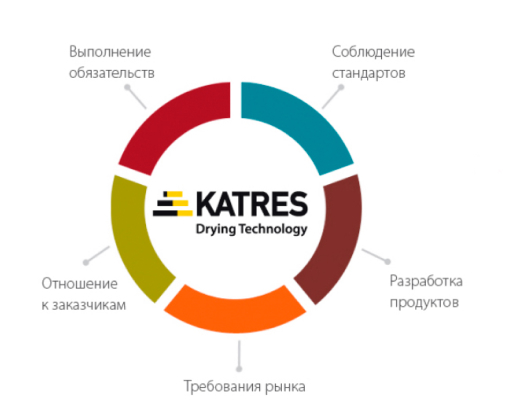 Выполнение
обязательств
Соблюдение
стандартов
KATRES
Drying Technology
Отношение
к заказчикам
Разработка
продуктов
Требования рынка